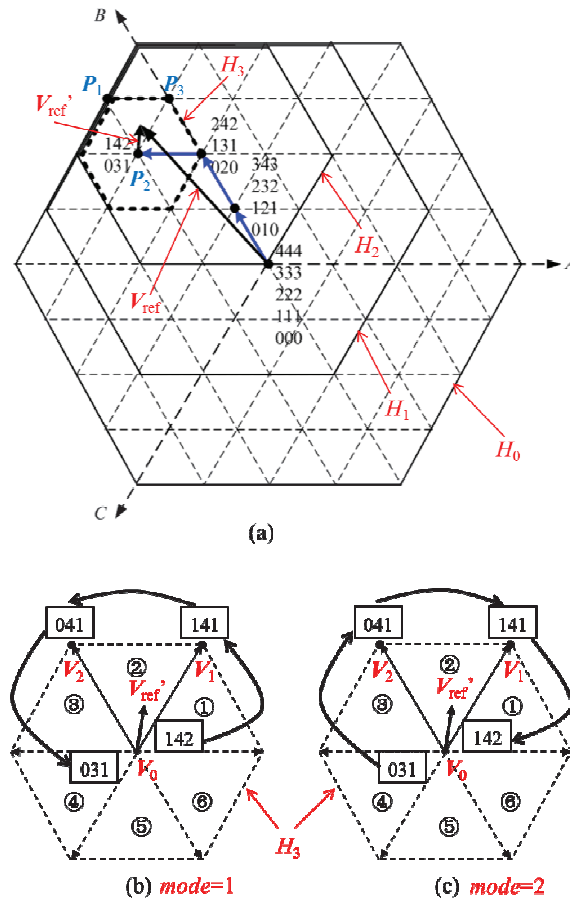 B
P1
P3
H3
Vref'
242
142
131
031
020
343
P2
232
121
010
H2
444
A
333
Vref
222
111
000
H1
H0
C
(a)
041
141
041
141
V2
②
V1
V2
②
V1
Vref'
Vref'
③
①
③
①
142
142
031
V0
031
V0
④
⑥
④
⑥
⑤
H3
⑤
(b) mode=1
(c) mode=2